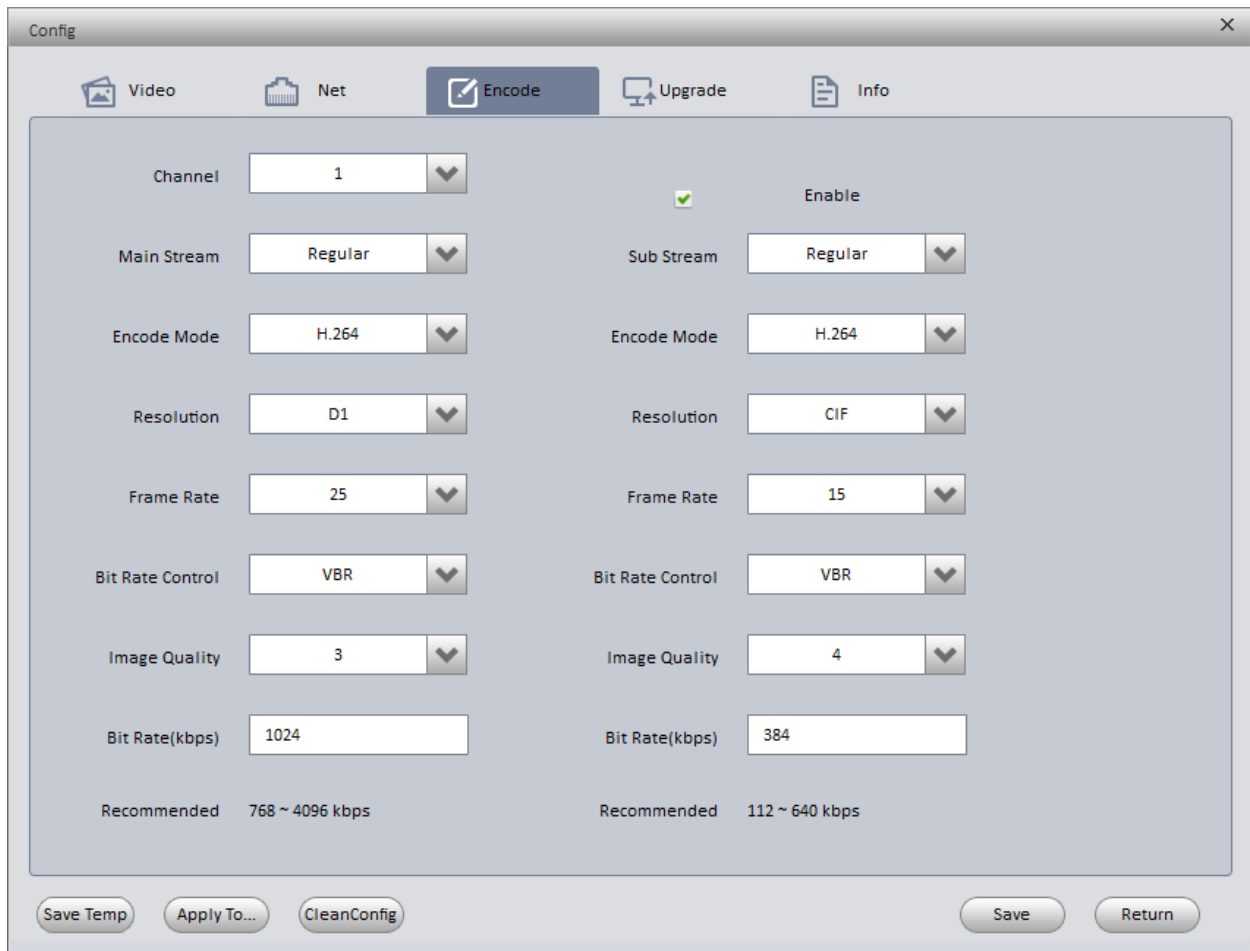 Config
Video Net Encode Upgrade Info
Channel 1
Enable
Main Stream Regular Sub Stream Regular
Encode Mode H.264 Encode Mode H.264
Resolution D1 Resolution CIF
Frame Rate 25 Frame Rate 15
Bit Rate Control VBR Bit Rate Control VBR
Image Quality 3 Image Quality 4
Bit Rate(kbps) 1024 Bit Rate(kbps) 384
Recommended 768 ~ 4096 kbps Recommended 112 ~ 640 kbps
Save Temp Apply To... CleanConfig Save Return